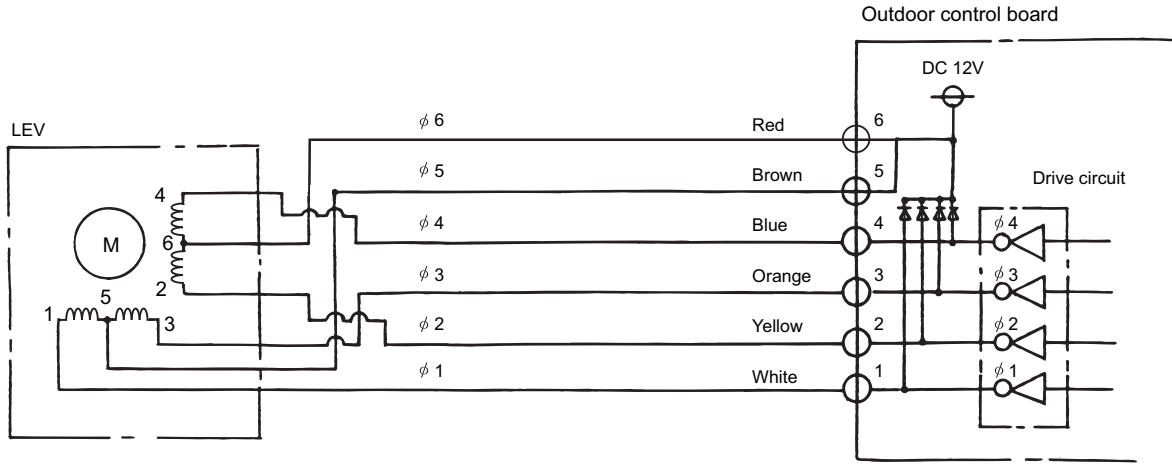 Outdoor control board
DC 12V
LEV
ϕ 6 Red 6
ϕ 5 Brown 5
Drive circuit
4
ϕ 4 Blue 4 ϕ 4
M
6
ϕ 3 Orange 3 ϕ 3
2
5
1 3
ϕ 2 Yellow 2 ϕ 2
ϕ 1 White 1 ϕ 1